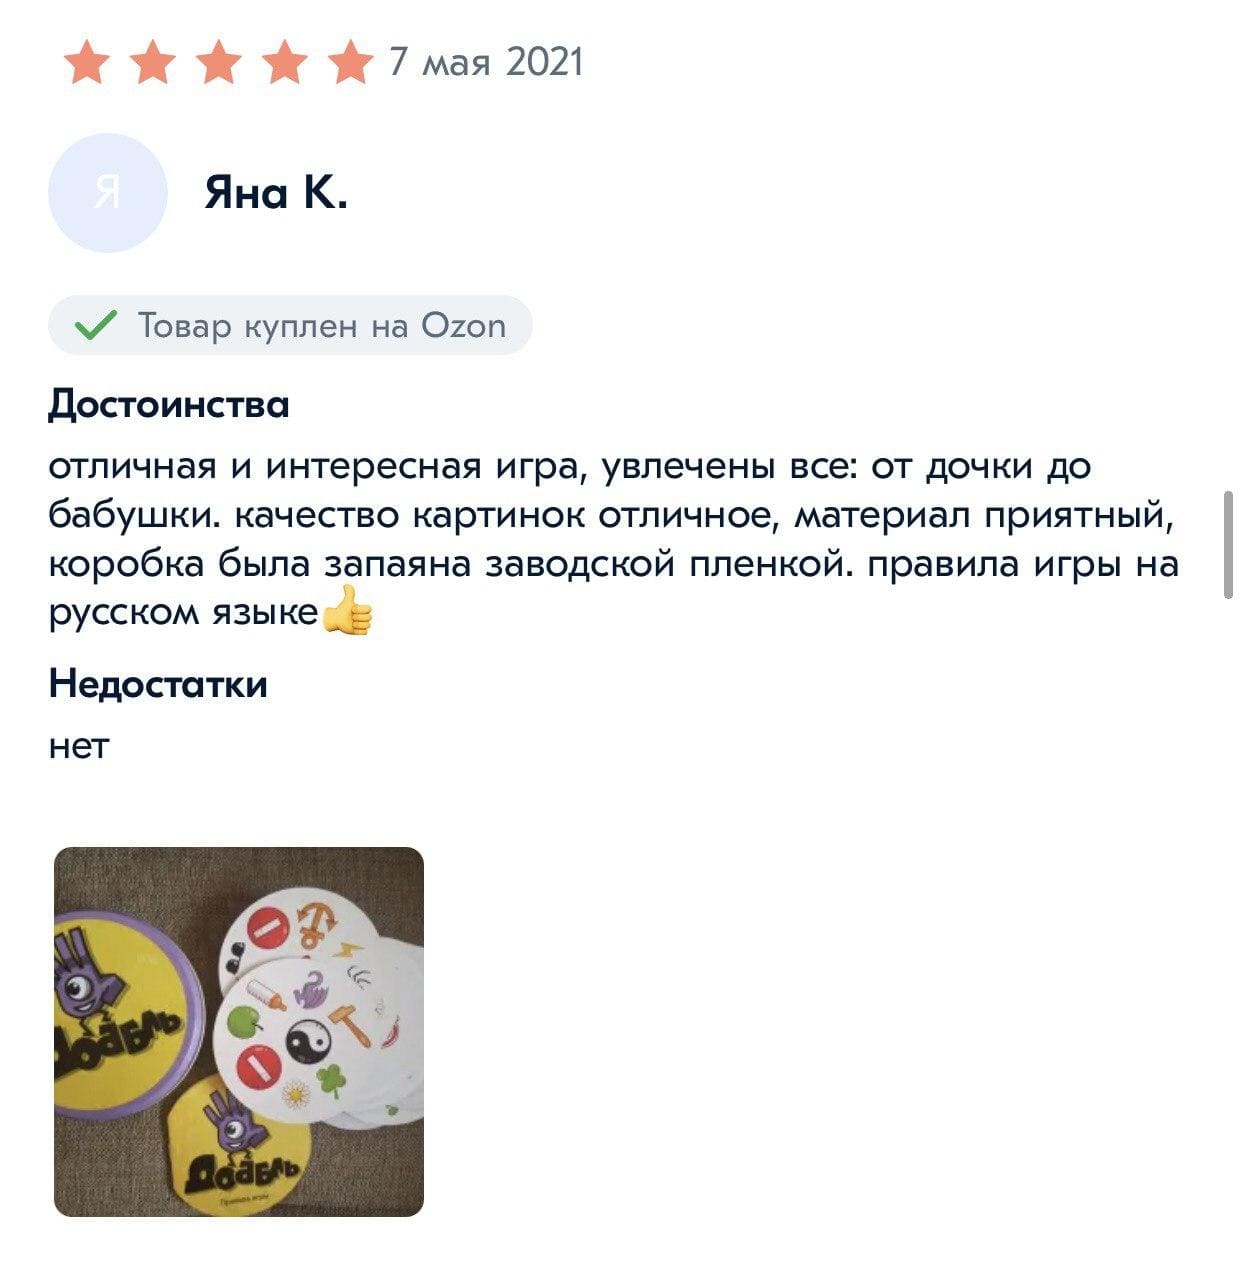 7 мая 2021
Я
Яна К.
Товар куплен на Ozon
Достоинства
отличная и интересная игра, увлечены все: от дочки до
бабушки. качество картинок отличное, материал приятный,
коробка была запаяна заводской пленкой. правила игры на
русском языке👍
Недостатки
нет
Доббль
Доббль